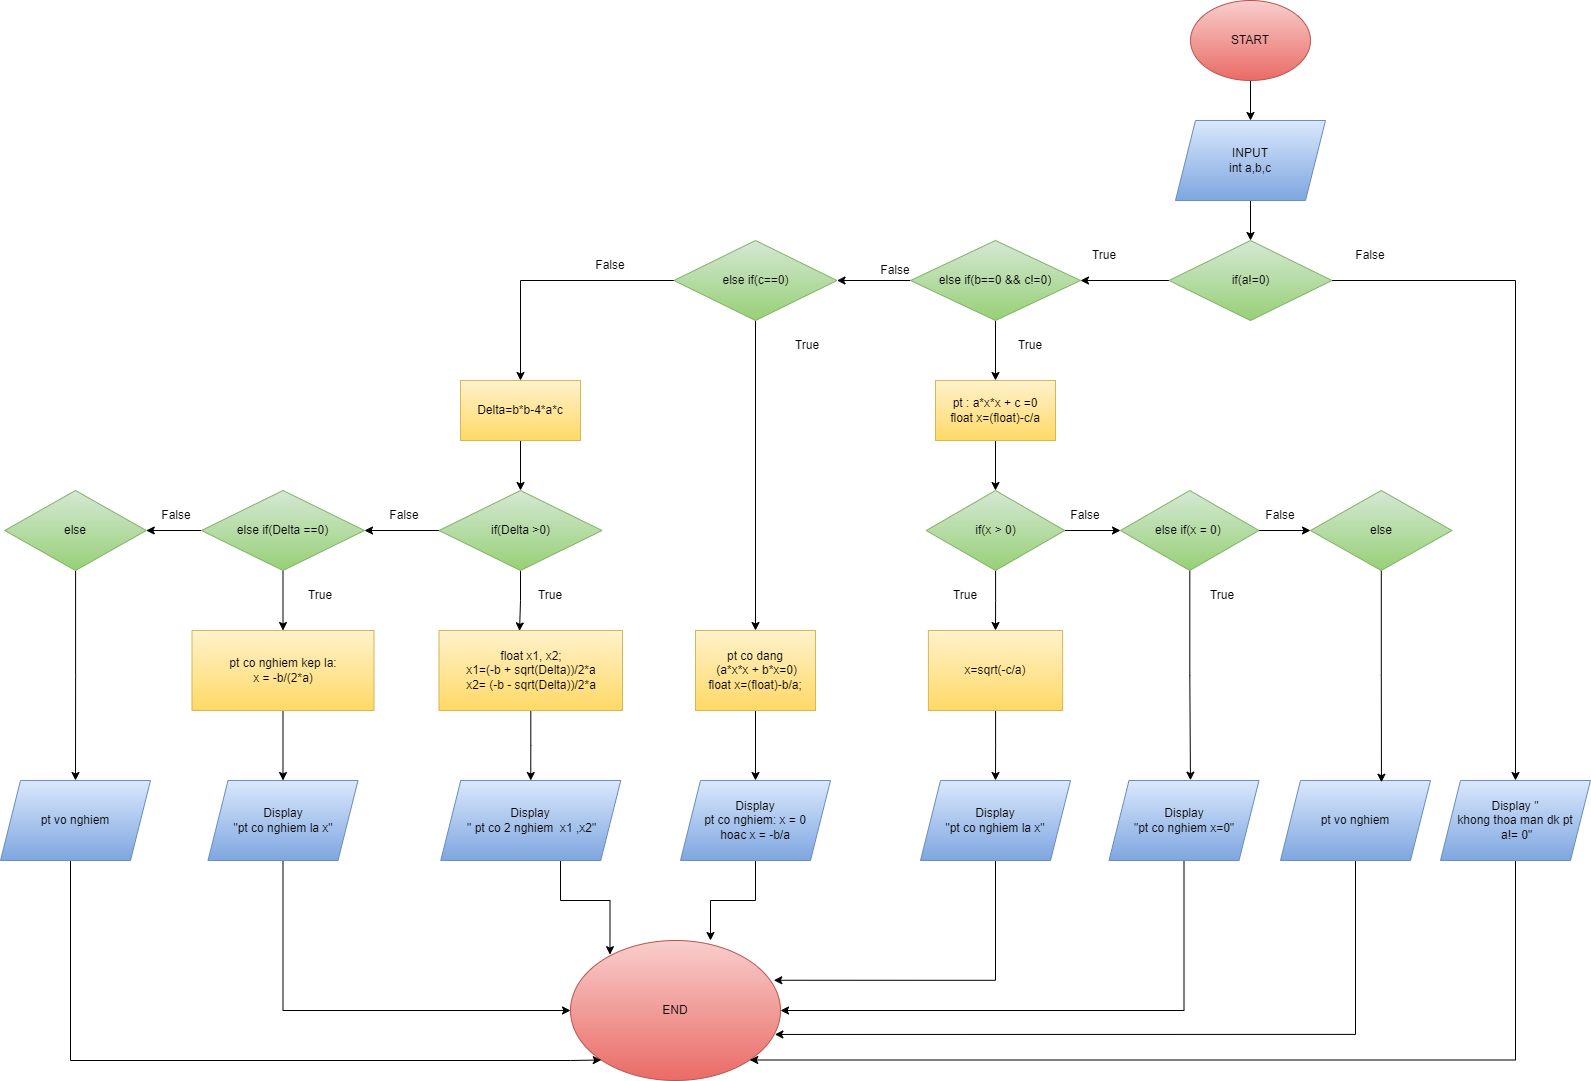 START
INPUT
int a,b,c
False
False
True
False
else if(c==0)
else if(b==0 && c!=0)
if(a!=0)
True
True
Delta=b*b-4*a*c
pt : a*x*x + c =0
float x=(float)-c/a
False
False
False
False
else
else if(Delta ==0)
if(Delta >0)
if(x > 0)
else if(x = 0)
else
True
True
True
True
pt co nghiem kep la:
x = -b/(2*a)
float x1, x2;
x1=(-b + sqrt(Delta))/2*a
x2= (-b - sqrt(Delta))/2*a
pt co dang
(a*x*x + b*x=0)
float x=(float)-b/a;
x=sqrt(-c/a)
pt vo nghiem
Display
"pt co nghiem la x"
Display
" pt co 2 nghiem  x1 ,x2"
Display
pt co nghiem: x = 0
hoac x = -b/a
Display
"pt co nghiem la x"
Display
"pt co nghiem x=0"
pt vo nghiem
Display "
khong thoa man dk pt
a!= 0"
END